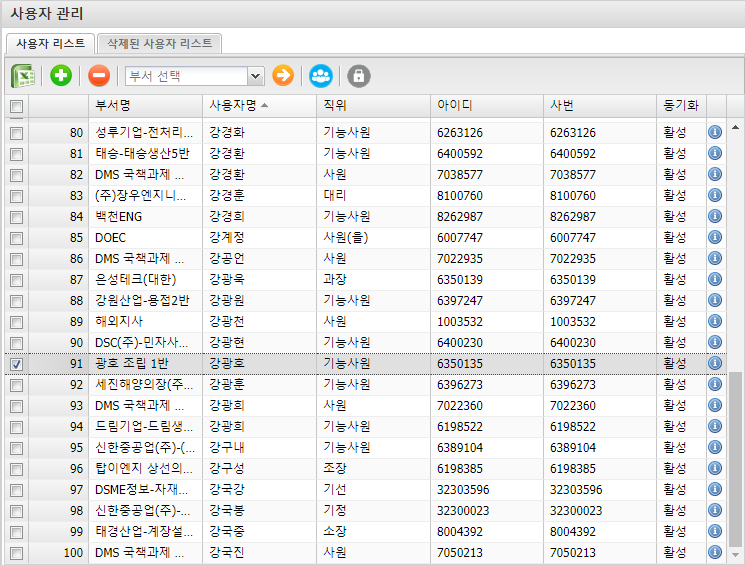 사용자 관리
사용자 리스트 삭제된 사용자 리스트
부서 선택
부서명 사용자명 직위 아이디 사번 동기화
80 성루기업-전처리... 강경화 기능사원 6263126 6263126 활성
81 태승-태승생산5반 강경환 기능사원 6400592 6400592 활성
82 DMS 국책과제 ... 강경환 사원 7038577 7038577 활성
83 (주)장우엔지니... 강경훈 대리 8100760 8100760 활성
84 백천ENG 강경희 기능사원 8262987 8262987 활성
85 DOEC 강계정 사원(을) 6007747 6007747 활성
86 DMS 국책과제 ... 강공언 사원 7022935 7022935 활성
87 은성테크(대한) 강광욱 과장 6350139 6350139 활성
88 강원산업-용접2반 강광원 기능사원 6397247 6397247 활성
89 해외지사 강광천 사원 1003532 1003532 활성
90 DSC(주)-민자사... 강광현 기능사원 6400230 6400230 활성
91 광호 조립 1반 강광호 기능사원 6350135 6350135 활성
92 세진해양의장(주... 강광훈 기능사원 6396273 6396273 활성
93 DMS 국책과제 ... 강광희 사원 7022360 7022360 활성
94 드림기업-드림생... 강광희 기능사원 6198522 6198522 활성
95 신한중공업(주)-(... 강구내 기능사원 6389104 6389104 활성
96 탑이엔지 상선의... 강구성 조장 6198385 6198385 활성
97 DSME정보-자재... 강국강 기선 32303596 32303596 활성
98 신한중공업(주)-... 강국봉 기정 32300023 32300023 활성
99 태경산업-계장설... 강국중 소장 8004392 8004392 활성
100 DMS 국책과제 ... 강국진 사원 7050213 7050213 활성